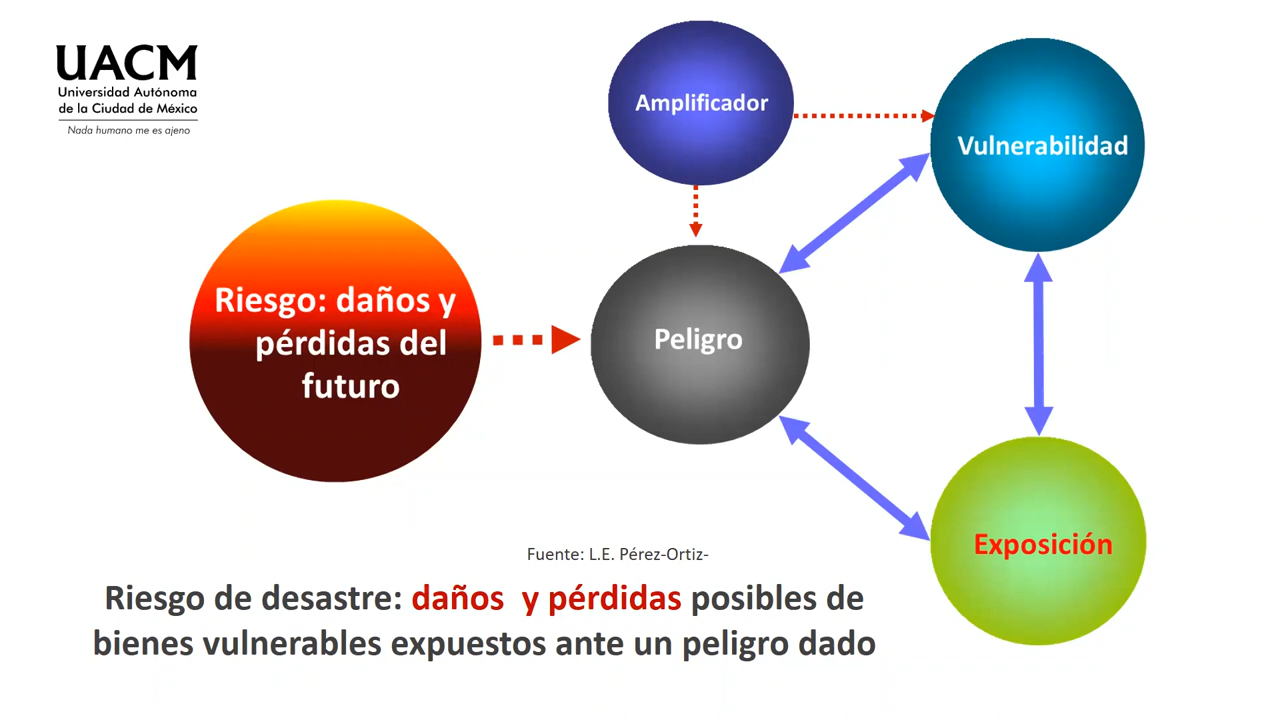 UACM
Universidad Autónoma
de la Ciudad de México
Nada humano me es ajeno
Amplificador
Vulnerabilidad
Riesgo: daños y
pérdidas del
futuro
Peligro
Exposición
Fuente: L.E. Pérez-Ortiz-
Riesgo de desastre: daños y pérdidas posibles de
bienes vulnerables expuestos ante un peligro dado